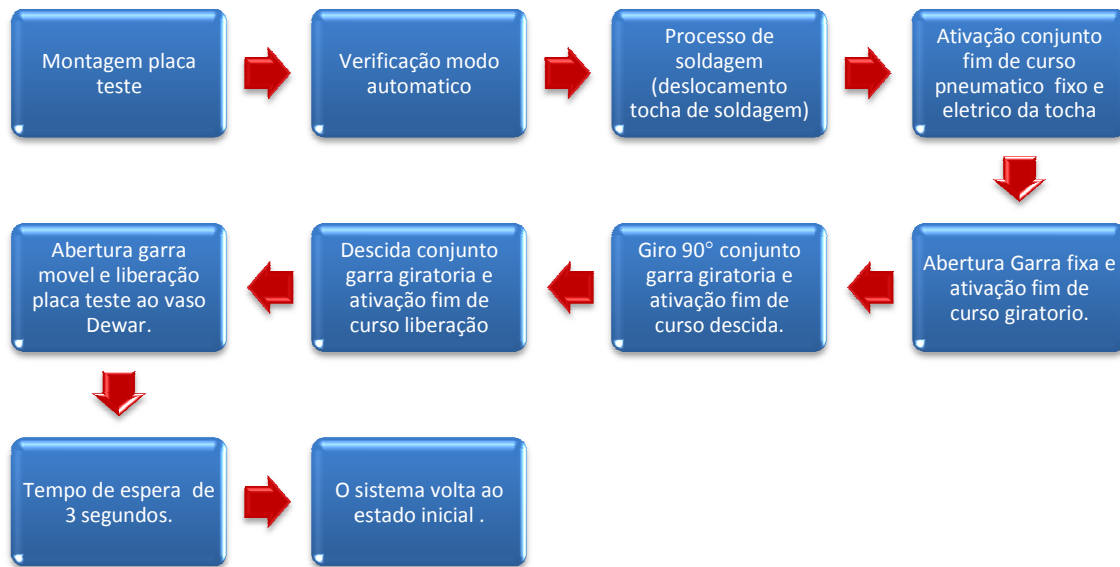 Montagem placa
teste
Verificação modo
automatico
Processo de
soldagem
(deslocamento
tocha de soldagem)
Ativação conjunto
fim de curso
pneumatico fixo e
eletrico da tocha
Abertura Garra fixa e
ativação fim de
curso giratorio.
Giro 90° conjunto
garra giratoria e
ativação fim de
curso descida.
Descida conjunto
garra giratoria e
ativação fim de
curso liberação
Abertura garra
movel e liberação
placa teste ao vaso
Dewar.
Tempo de espera de
3 segundos.
O sistema volta ao
estado inicial .